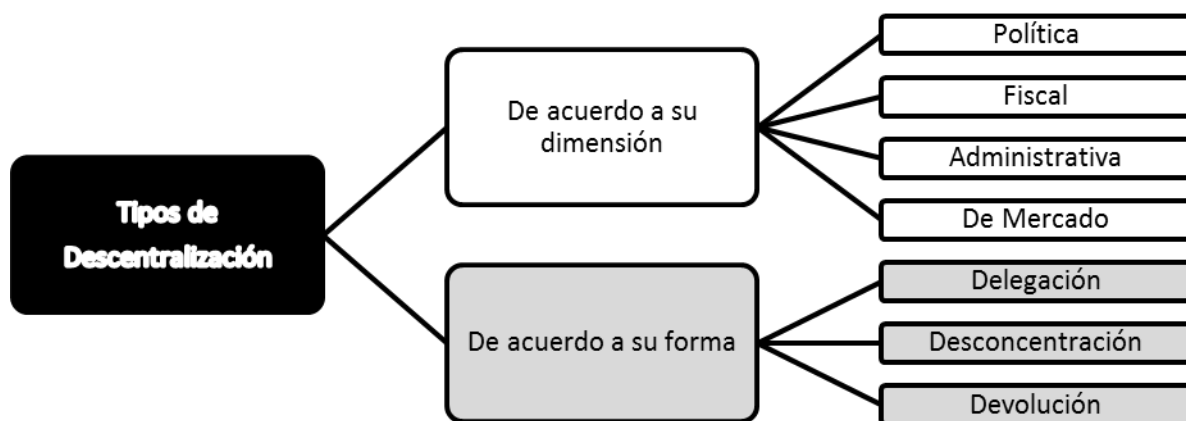 Tipos de
Descentralización
De acuerdo a su
dimensión
Política
Fiscal
Administrativa
De Mercado
De acuerdo a su forma
Delegación
Desconcentración
Devolución